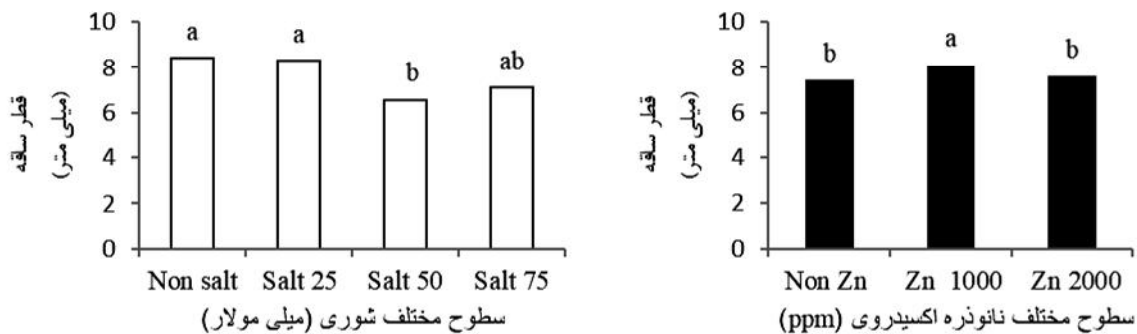 قطر ساقه
(میلی متر)
10
8
6
4
2
0
a
a
b
ab
Non salt Salt 25 Salt 50 Salt 75
سطوح مختلف شوری (میلی مولار)
قطر ساقه
(میلی متر)
10
8
6
4
2
0
b
a
b
Non Zn Zn 1000 Zn 2000
سطوح مختلف نانوذره اکسیدروی (ppm)